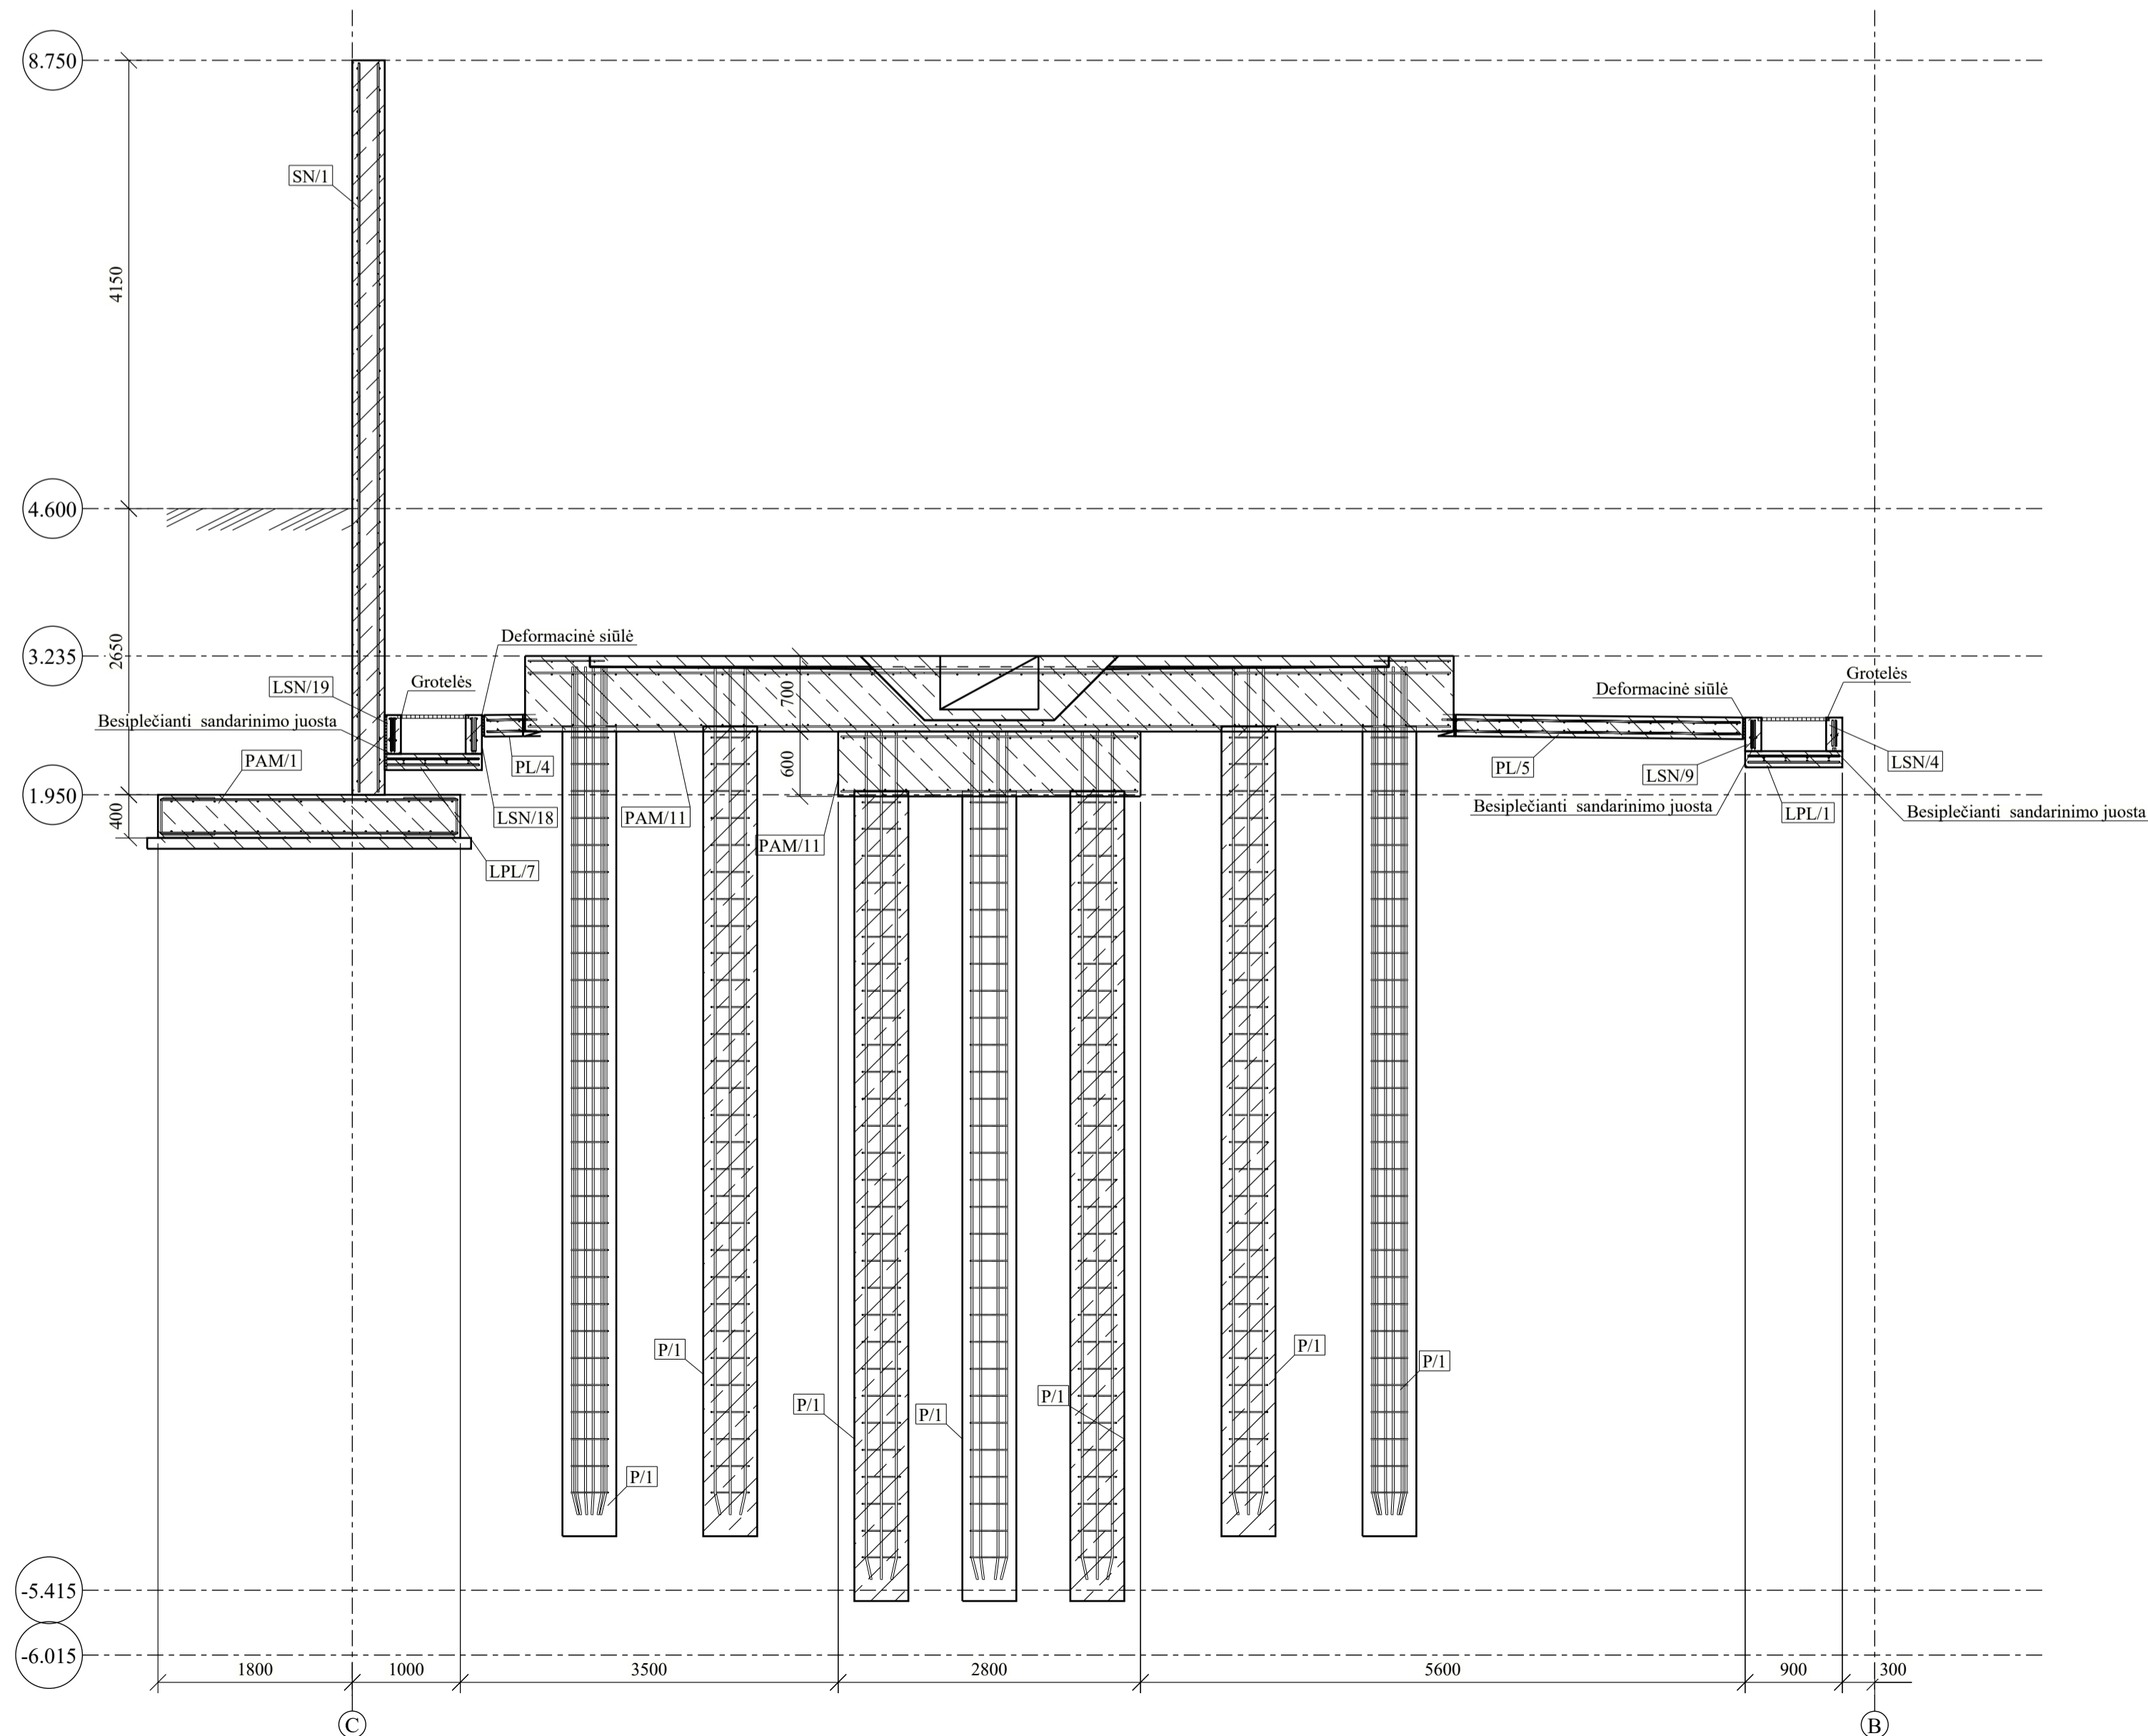 8.750
SN/1
4150
4.600
2650
3.235
Deformacinė siūlė
LSN/19
Grotelės
Besiplečianti sandarinimo juosta
PAM/1
1.950
400
PL/4
LSN/18
LPL/7
700
600
PAM/11
PAM/11
Deformacinė siūlė
Grotelės
PL/5
LSN/9
LSN/4
Besiplečianti sandarinimo juosta
LPL/1
Besiplečianti sandarinimo juosta
P/1
P/1
P/1
P/1
P/1
P/1
P/1
-5.415
-6.015
1800
1000
3500
2800
5600
900
300
C
B